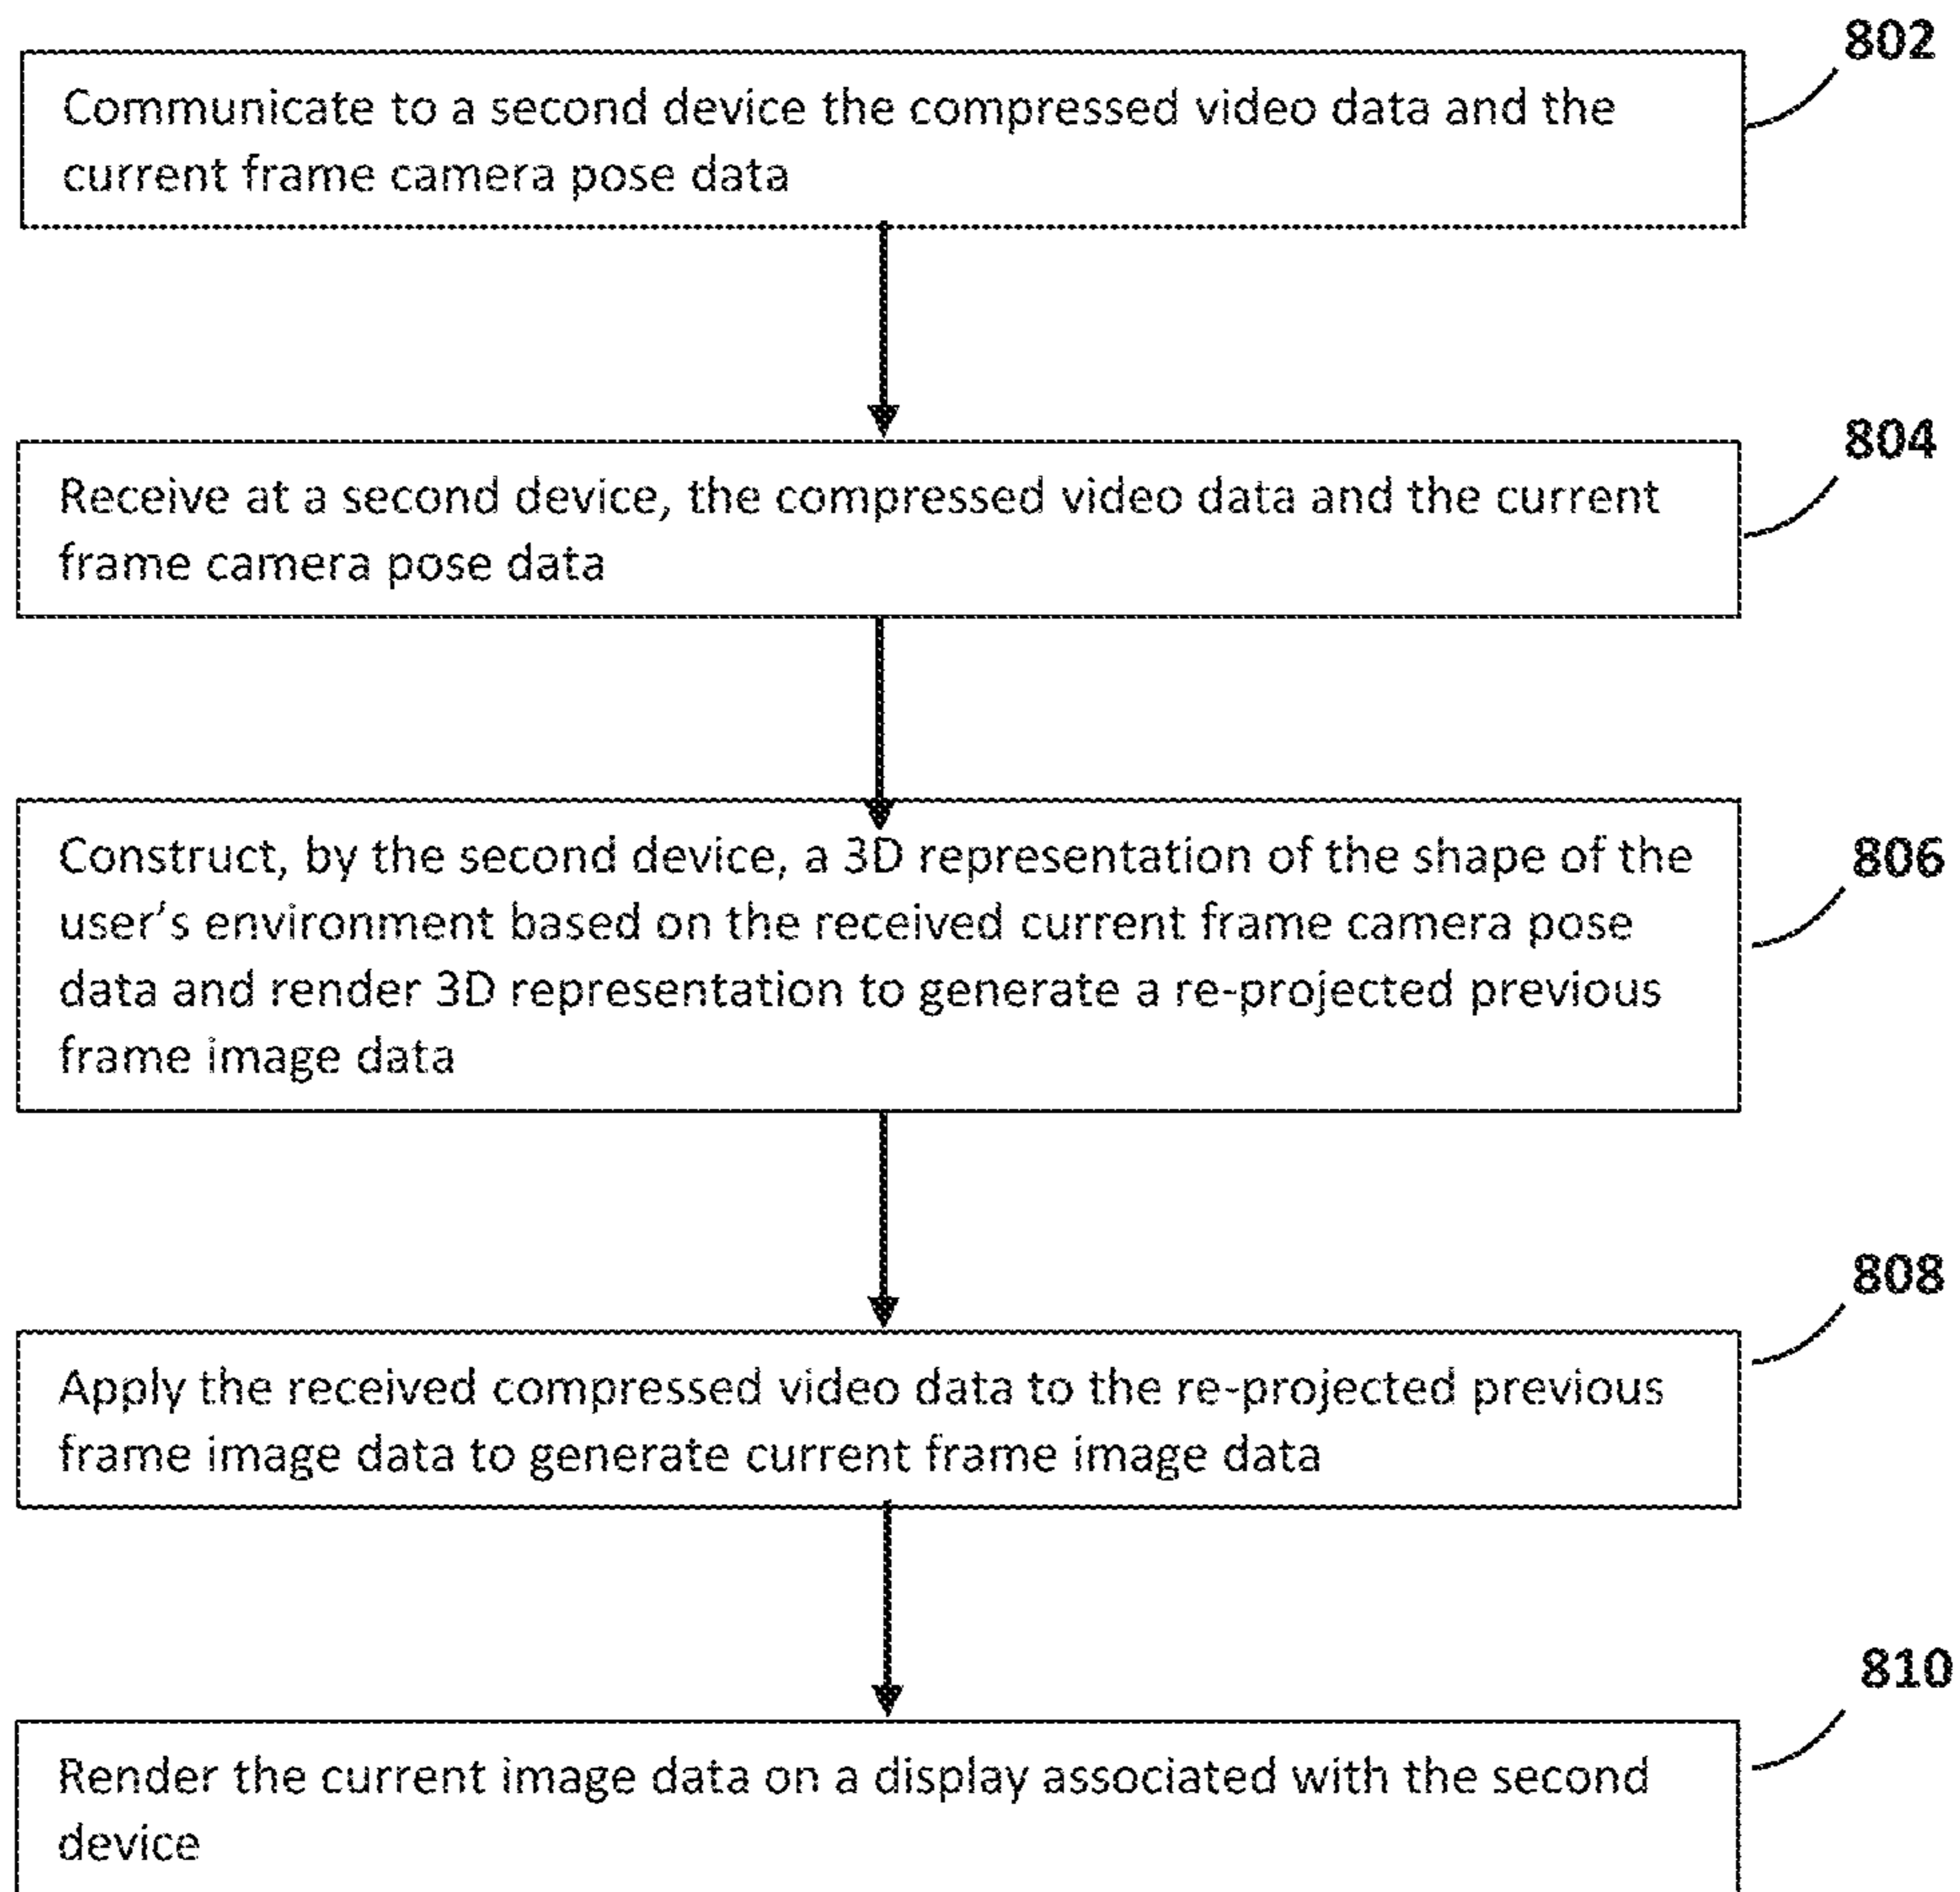 802
Communicate to a second device the compressed video data and the
current frame camera pose data
804
Receive at a second device, the compressed video data and the current
frame camera pose data
806
Construct, by the second device, a 3D representation of the shape of the
user's environment based on the received current frame camera pose
data and render 3D representation to generate a re-projected previous
frame image data
808
Apply the received compressed video data to the re-projected previous
frame image data to generate current frame image data
810
Render the current image data on a display associated with the second
device